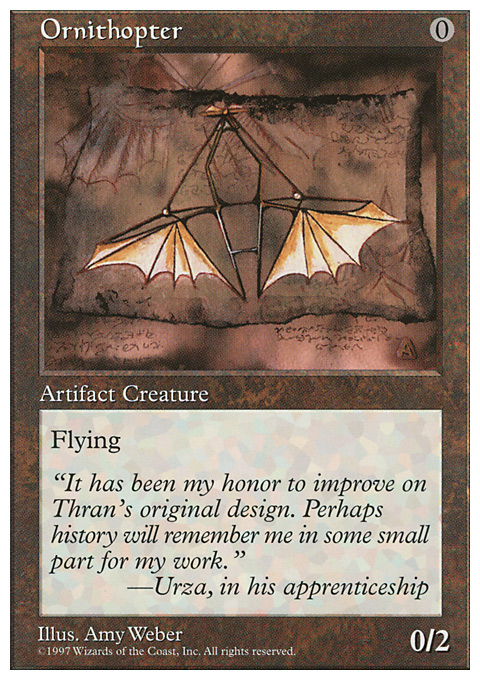 Ornithopter 0
Artifact Creature
Flying
“It has been my honor to improve on
Thran’s original design. Perhaps
history will remember me in some small
part for my work.”
—Urza, in his apprenticeship
Illus. Amy Weber
0/2
©1997 Wizards of the Coast, Inc. All rights reserved.